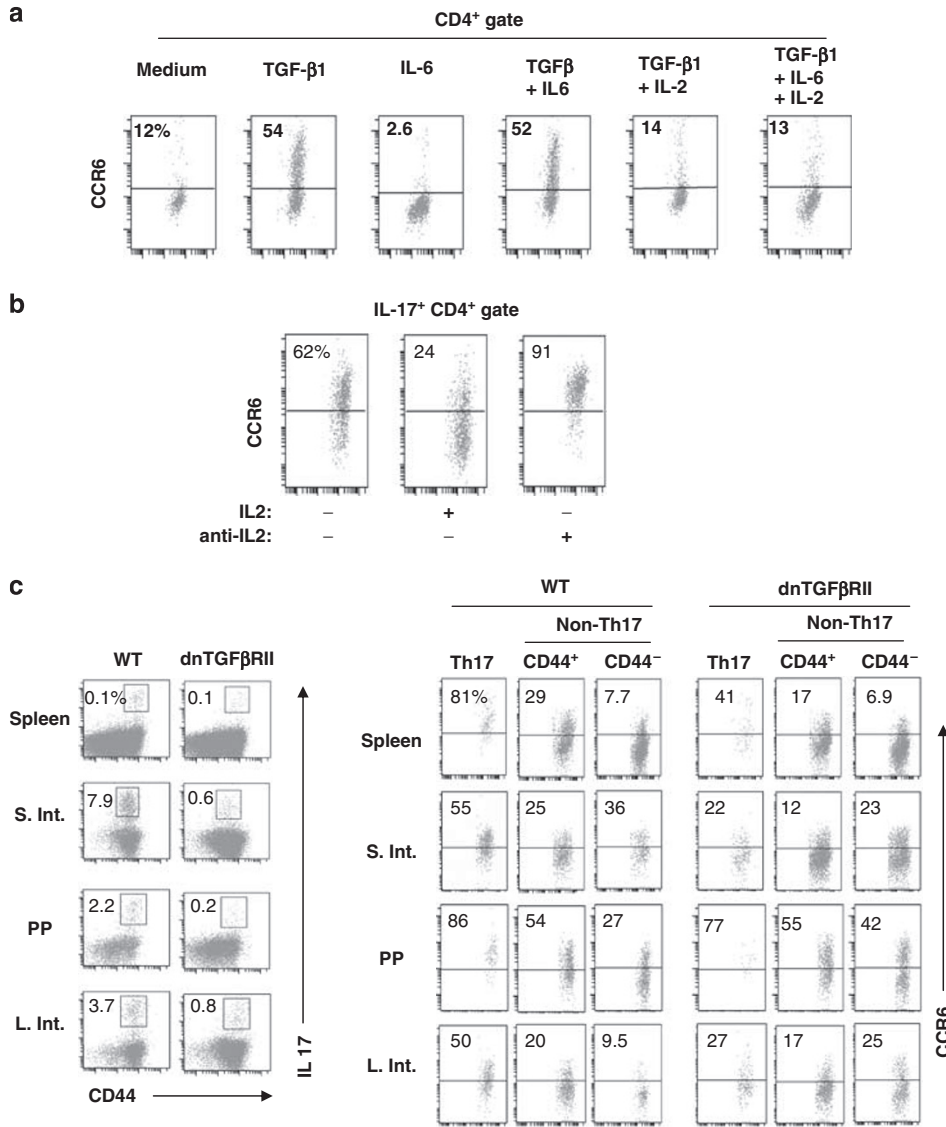 a
CD4⁺ gate
Medium TGF-β1 IL-6 TGFβ + IL6 TGF-β1 + IL-2 TGF-β1 + IL-6 + IL-2
12% 54 2.6 52 14 13
CCR6
b
IL-17⁺ CD4⁺ gate
62% 24 91
CCR6
IL2: – + –
anti-IL2: – – +
c
WT dnTGFβRII
Spleen 0.1% 0.1
S. Int. 7.9 0.6
PP 2.2 0.2
L. Int. 3.7 0.8
CD44
IL 17
WT dnTGFβRII
Non-Th17 Non-Th17
Th17 CD44⁺ CD44⁻ Th17 CD44⁺ CD44⁻
Spleen 81% 29 7.7 41 17 6.9
S. Int. 55 25 36 22 12 23
PP 86 54 27 77 55 42
L. Int. 50 20 9.5 27 17 25
CCR6